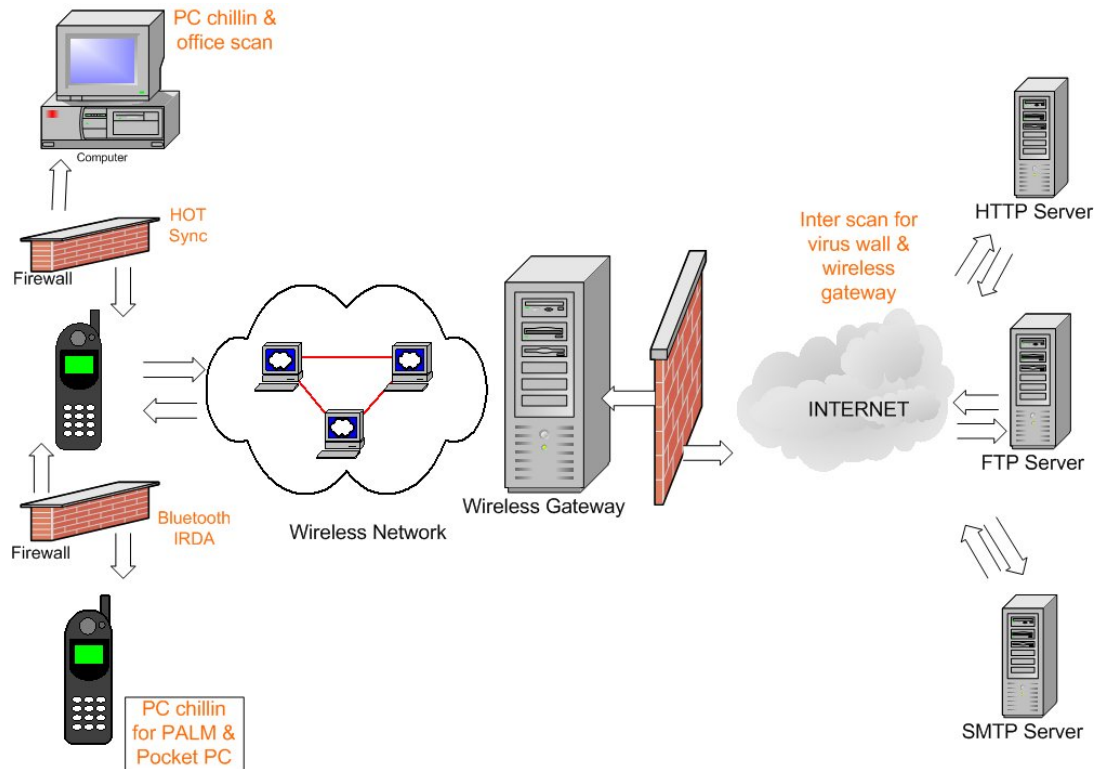 PC chillin &
office scan
Computer
HOT
Sync
Firewall
HTTP Server
Inter scan for
virus wall &
wireless
gateway
INTERNET
FTP Server
Wireless Gateway
Wireless Network
Bluetooth
IRDA
Firewall
SMTP Server
PC chillin
for PALM &
Pocket PC